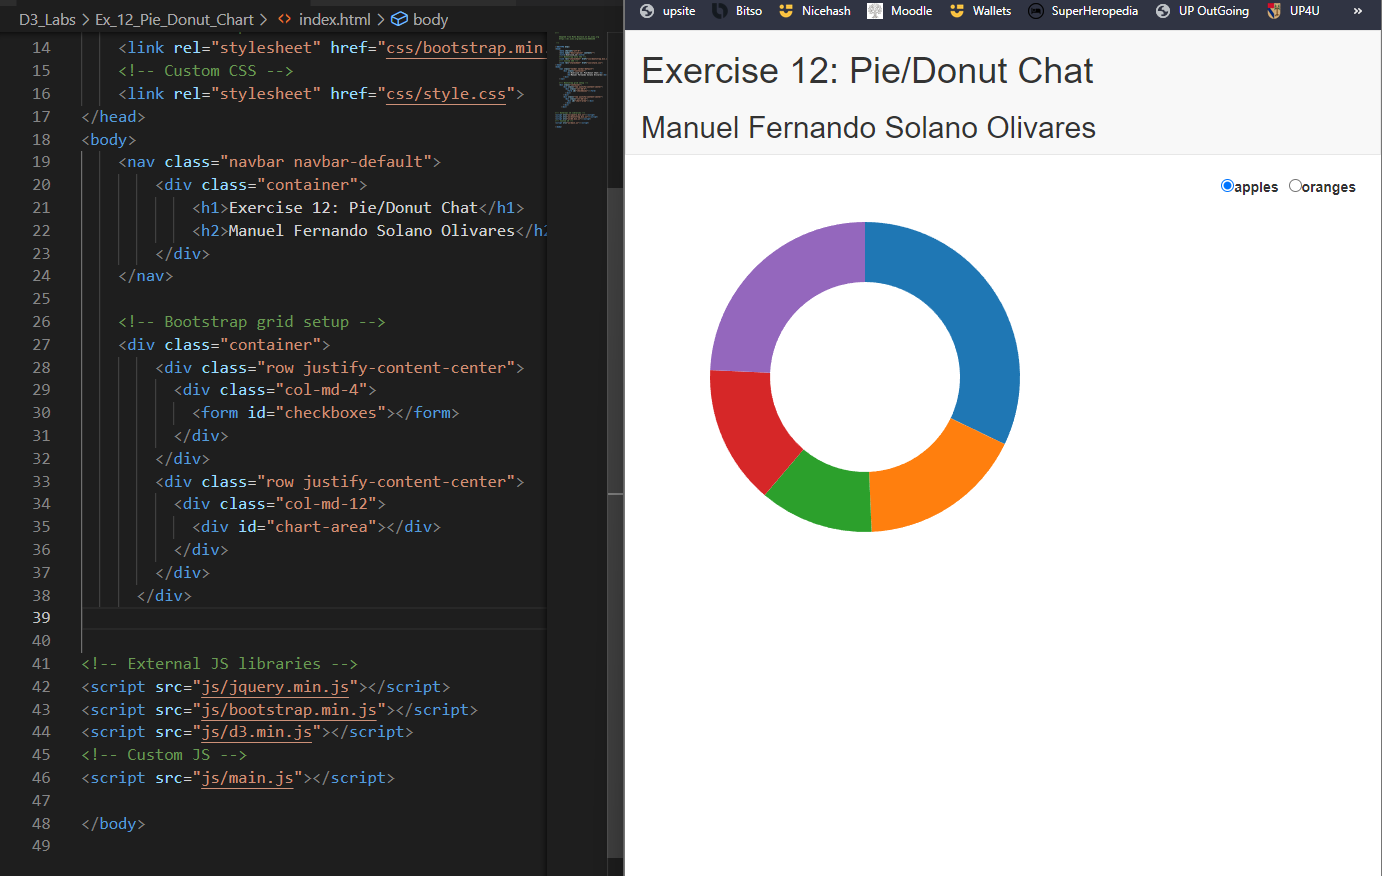 D3_Labs > Ex_12_Pie_Donut_Chart > index.html > body
14 <link rel="stylesheet" href="css/bootstrap.min.
15 <!-- Custom CSS -->
16 <link rel="stylesheet" href="css/style.css">
17 </head>
18 <body>
19 <nav class="navbar navbar-default">
20 <div class="container">
21 <h1>Exercise 12: Pie/Donut Chat</h1>
22 <h2>Manuel Fernando Solano Olivares</h2
23 </div>
24 </nav>
25
26 <!-- Bootstrap grid setup -->
27 <div class="container">
28 <div class="row justify-content-center">
29 <div class="col-md-4">
30 <form id="checkboxes"></form>
31 </div>
32 </div>
33 <div class="row justify-content-center">
34 <div class="col-md-12">
35 <div id="chart-area"></div>
36 </div>
37 </div>
38 </div>
39
40
41 <!-- External JS libraries -->
42 <script src="js/jquery.min.js"></script>
43 <script src="js/bootstrap.min.js"></script>
44 <script src="js/d3.min.js"></script>
45 <!-- Custom JS -->
46 <script src="js/main.js"></script>
47
48 </body>
49
upsite Bitso Nicehash Moodle Wallets SuperHeropedia UP OutGoing UP4U »
Exercise 12: Pie/Donut Chat
Manuel Fernando Solano Olivares
apples oranges